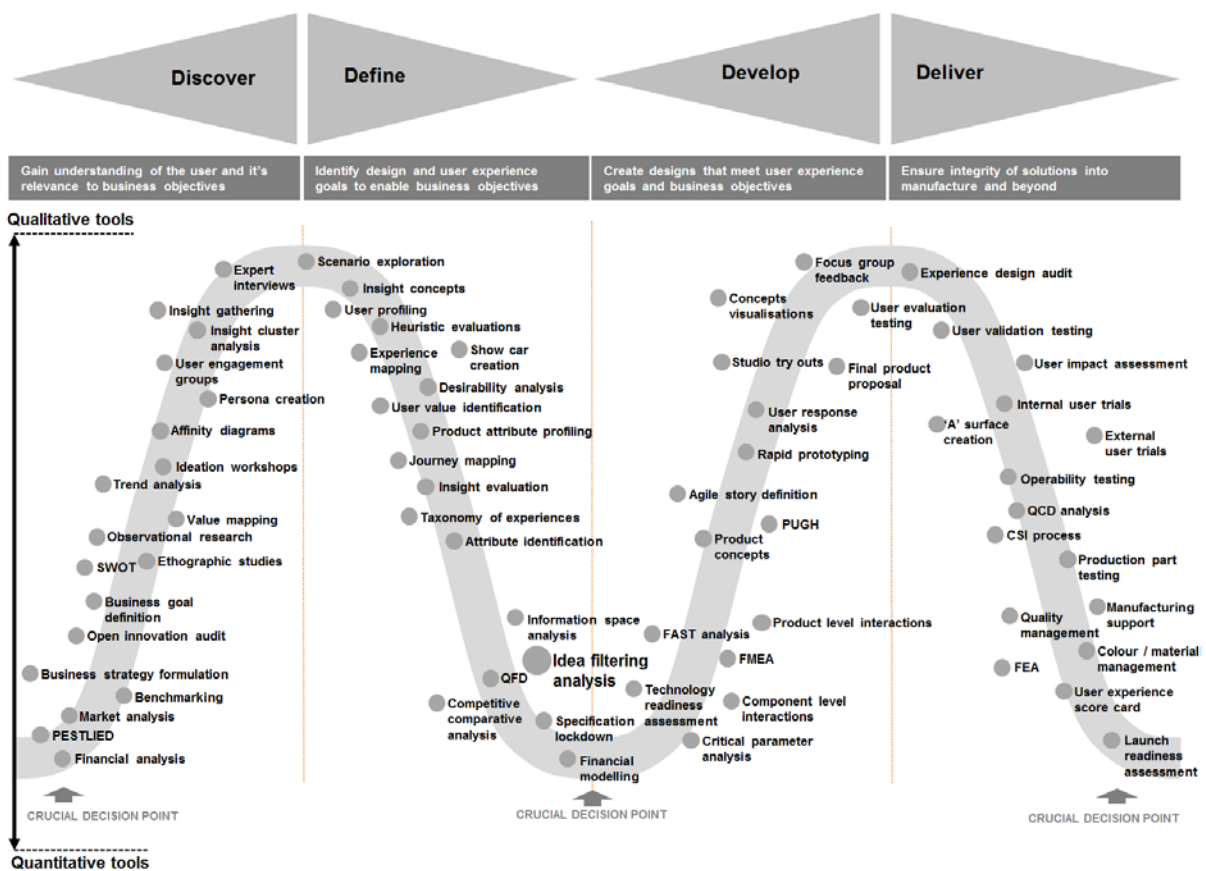 Discover
Define
Develop
Deliver
Gain understanding of the user and it's
relevance to business objectives
Identify design and user experience
goals to enable business objectives
Create designs that meet user experience
goals and business objectives
Ensure integrity of solutions into
manufacture and beyond
Qualitative tools
Expert
interviews
Insight gathering
Insight cluster
analysis
User engagement
groups
Persona creation
Affinity diagrams
Ideation workshops
Trend analysis
Value mapping
Observational research
SWOT
Ethographic studies
Business goal
definition
Open innovation audit
Business strategy formulation
Benchmarking
Market analysis
PESTLIED
Financial analysis
CRUCIAL DECISION POINT
Scenario exploration
Insight concepts
User profiling
Heuristic evaluations
Experience
mapping
Show car
creation
Desirability analysis
User value identification
Product attribute profiling
Journey mapping
Insight evaluation
Taxonomy of experiences
Attribute identification
Information space
analysis
Idea filtering
analysis
QFD
Competitive
comparative
analysis
Specification
lockdown
Financial
modelling
CRUCIAL DECISION POINT
Focus group
feedback
Concepts
visualisations
User evaluation
testing
Studio try outs
Final product
proposal
User response
analysis
Rapid prototyping
Agile story definition
PUGH
Product
concepts
Product level interactions
FAST analysis
FMEA
Technology
readiness
assessment
Component level
interactions
Critical parameter
analysis
Experience design audit
User validation testing
User impact assessment
Internal user trials
'A' surface
creation
External
user trials
Operability testing
QCD analysis
CSI process
Production part
testing
Manufacturing
support
Quality
management
Colour / material
management
FEA
User experience
score card
Launch
readiness
assessment
CRUCIAL DECISION POINT
Quantitative tools